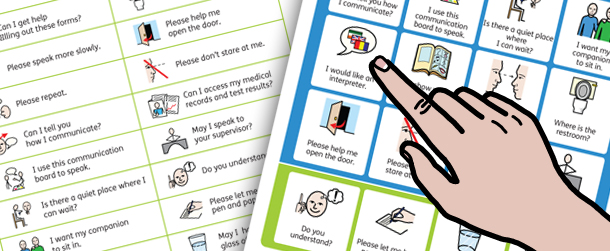 Can I get help
filling out these forms?
Please speak more slowly.
Please repeat.
Can I tell you
how I communicate?
I use this communication
board to speak.
Is there a quiet place where I
can wait?
I want my companion
to sit in.
Please help me
open the door.
Please don't stare at me.
Can I access my medical
records and test results?
May I speak to
your supervisor?
Do you understand?
Please let me
pen and
May I
glass
you how
I communicate?
I use this
communication
board to speak.
Is there a quiet place
where I
can wait?
I want my
companion
to sit in.
I would like an
interpreter.
Where is the
restroom?
Please help me
open the door.
Please
stare at
Do you
understand?
Please let me